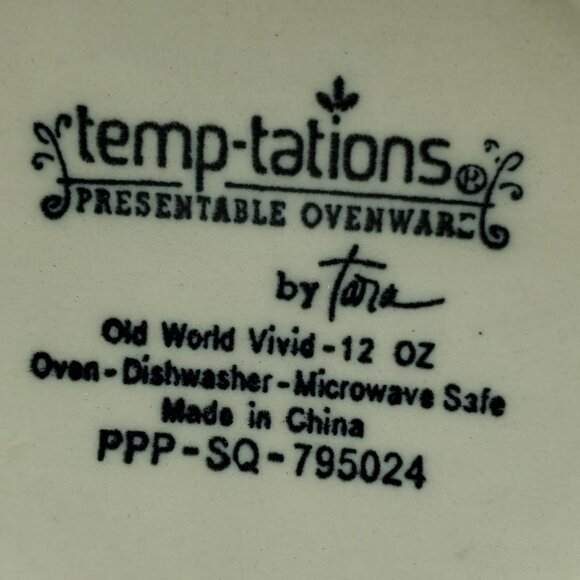 temp-tations®
PRESENTABLE OVENWARE
by Tara
Old World Vivid - 12 OZ
Oven - Dishwasher - Microwave Safe
Made in China
PPP - SQ - 795024